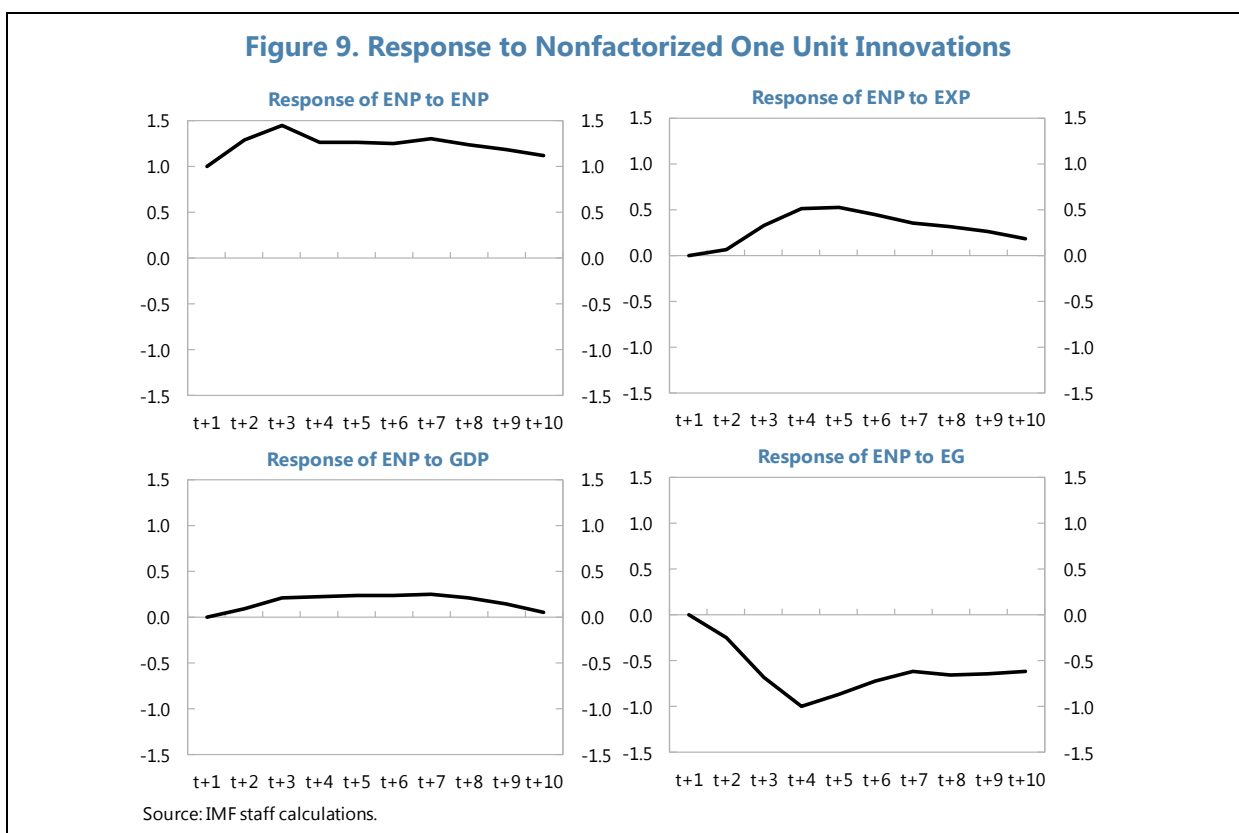 Figure 9. Response to Nonfactorized One Unit Innovations
Response of ENP to ENP
1.5 1.5
1.0 1.0
0.5 0.5
0.0 0.0
-0.5 -0.5
-1.0 -1.0
-1.5 -1.5
t+1 t+2 t+3 t+4 t+5 t+6 t+7 t+8 t+9 t+10
Response of ENP to EXP
1.5 1.5
1.0 1.0
0.5 0.5
0.0 0.0
-0.5 -0.5
-1.0 -1.0
-1.5 -1.5
t+1 t+2 t+3 t+4 t+5 t+6 t+7 t+8 t+9 t+10
Response of ENP to GDP
1.5 1.5
1.0 1.0
0.5 0.5
0.0 0.0
-0.5 -0.5
-1.0 -1.0
-1.5 -1.5
t+1 t+2 t+3 t+4 t+5 t+6 t+7 t+8 t+9 t+10
Response of ENP to EG
1.5 1.5
1.0 1.0
0.5 0.5
0.0 0.0
-0.5 -0.5
-1.0 -1.0
-1.5 -1.5
t+1 t+2 t+3 t+4 t+5 t+6 t+7 t+8 t+9 t+10
Source: IMF staff calculations.